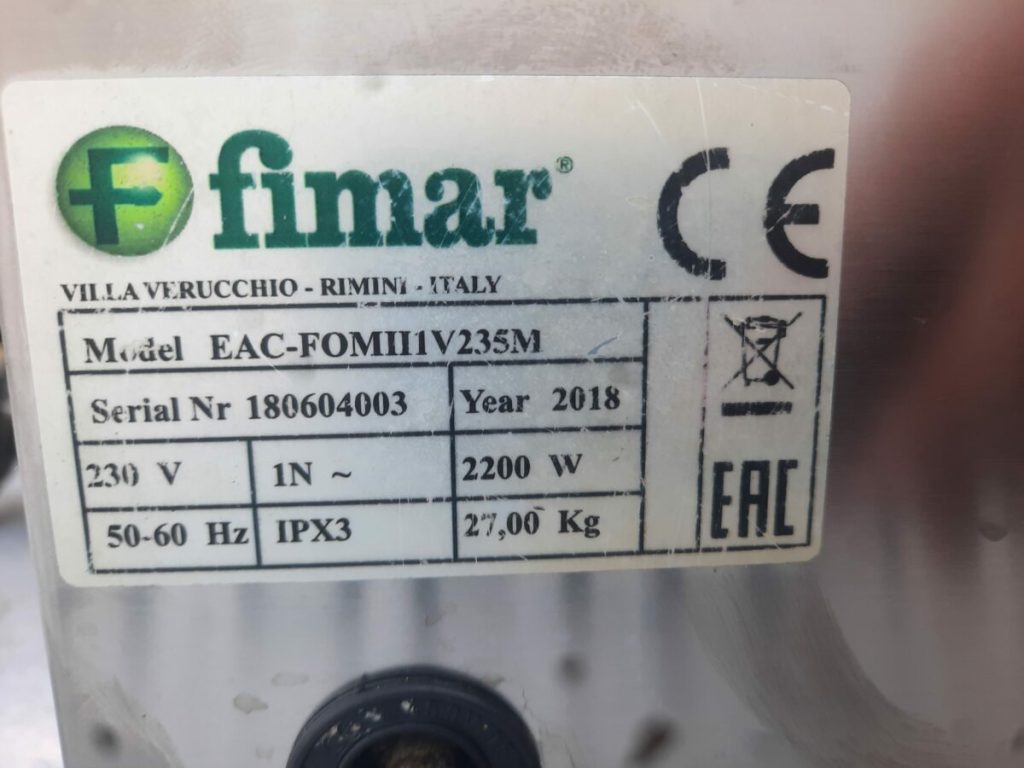 F fimar®
CE
VILLA VERUCCHIO - RIMINI - ITALY
Model EAC-FOMII1V235M
Serial Nr 180604003 Year 2018
230 V 1N ~ 2200 W
50-60 Hz IPX3 27,00 Kg
EAC